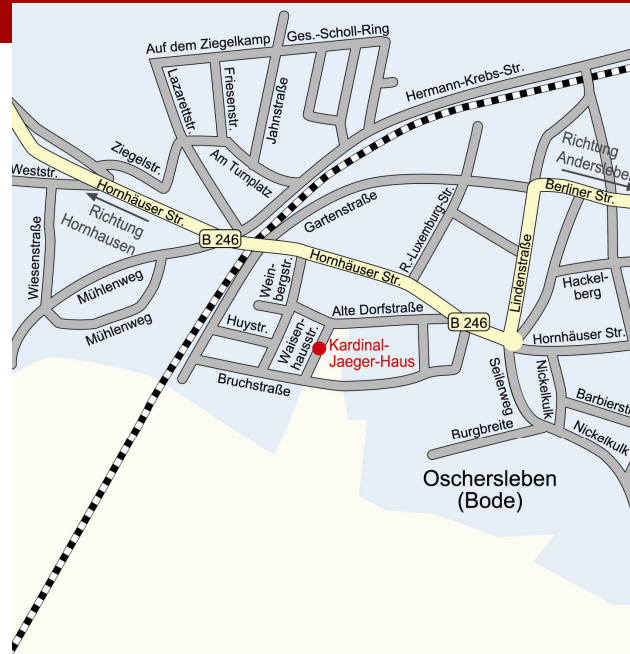 Auf dem Ziegelkamp
Ges.-Scholl-Ring
Lazarettstr.
Friesenstr.
Jahnstraße
Hermann-Krebs-Str.
Ziegelstr.
Am Turnplatz
Richtung
Andersleben
Weststr.
Hornhäuser Str.
Berliner Str.
Richtung
Hornhausen
Gartenstraße
R.-Luxemburg-Str.
Wiesenstraße
B 246
Hornhäuser Str.
Lindenstraße
Mühlenweg
Wein-
bergstr.
Hackel-
berg
Mühlenweg
Huystr.
Alte Dorfstraße
B 246
Hornhäuser Str.
Waisen-
hausstr.
Kardinal-
Jaeger-Haus
Bruchstraße
Seilerweg
Nickelkulk
Barbierstr
Burgbreite
Nickelkulk
Oschersleben
(Bode)